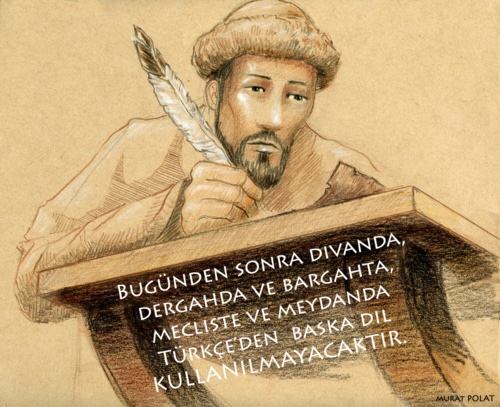 BUGÜNDEN SONRA DIVANDA,
DERGAHDA VE BARGAHTA,
MECLISTE VE MEYDANDA
TÜRKÇE'DEN BASKA DIL
KULLANILMAYACAKTIR.
MURAT POLAT